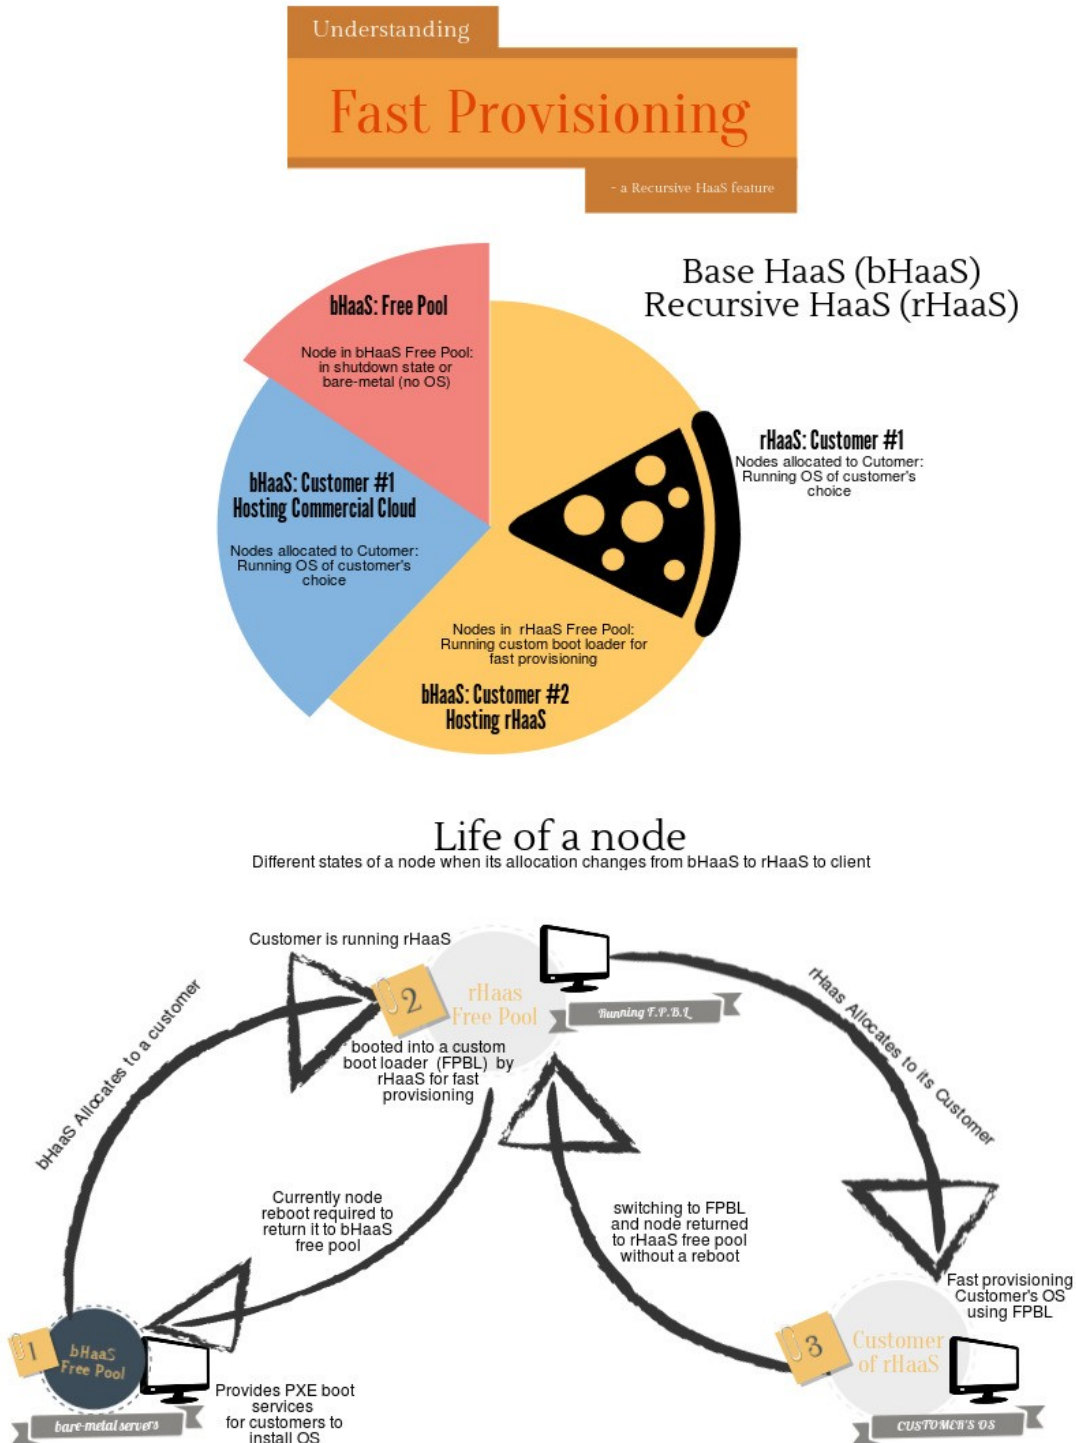 Understanding
Fast Provisioning
- a Recursive HaaS feature
Base HaaS (bHaaS)
Recursive HaaS (rHaaS)
bHaaS: Free Pool
Node in bHaaS Free Pool:
in shutdown state or
bare-metal (no OS)
rHaaS: Customer #1
Nodes allocated to Cutomer:
Running OS of customer's
choice
bHaaS: Customer #1
Hosting Commercial Cloud
Nodes allocated to Cutomer:
Running OS of customer's
choice
Nodes in rHaaS Free Pool:
Running custom boot loader for
fast provisioning
bHaaS: Customer #2
Hosting rHaaS
Life of a node
Different states of a node when its allocation changes from bHaaS to rHaaS to client
Customer is running rHaaS
2
rHaas
Free Pool
Running F.P.B.L
booted into a custom
boot loader (FPBL) by
rHaaS for fast
provisioning
bHaaS Allocates to a customer
rHaas Allocates to its Customer
Currently node
reboot required to
return it to bHaaS
free pool
switching to FPBL
and node returned
to rHaaS free pool
without a reboot
Fast provisioning
Customer's OS
using FPBL
1
bHaaS
Free Pool
bare-metal servers
Provides PXE boot
services
for customers to
install OS
3
Customer
of rHaaS
CUSTOMER'S OS